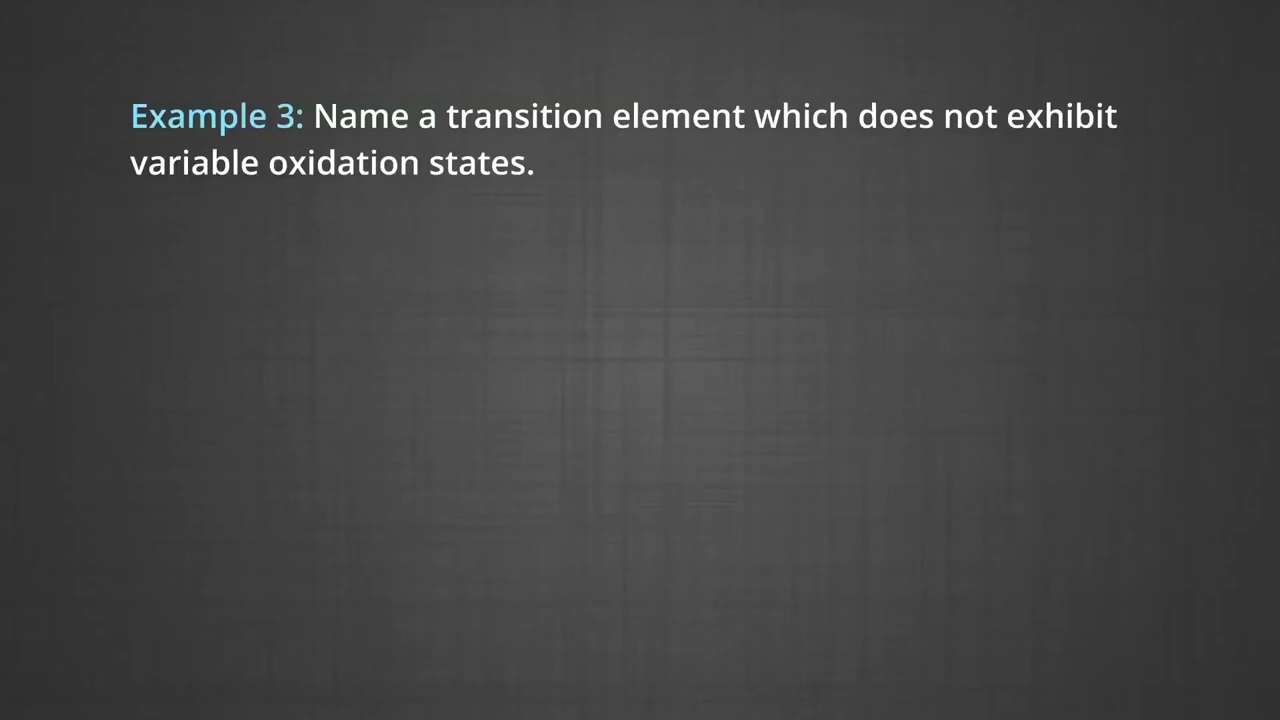 Example 3: Name a transition element which does not exhibit
variable oxidation states.